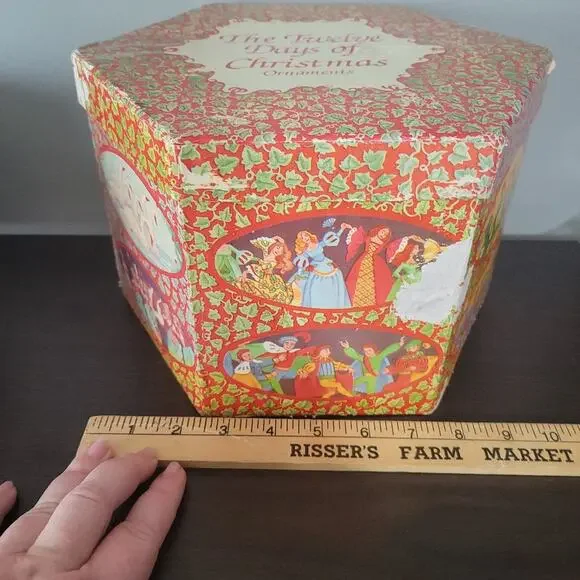 The Twelve
Days of
Christmas
Ornaments
1 2 3 4 5 6 7 8 9 10
RISSER'S FARM MARKET